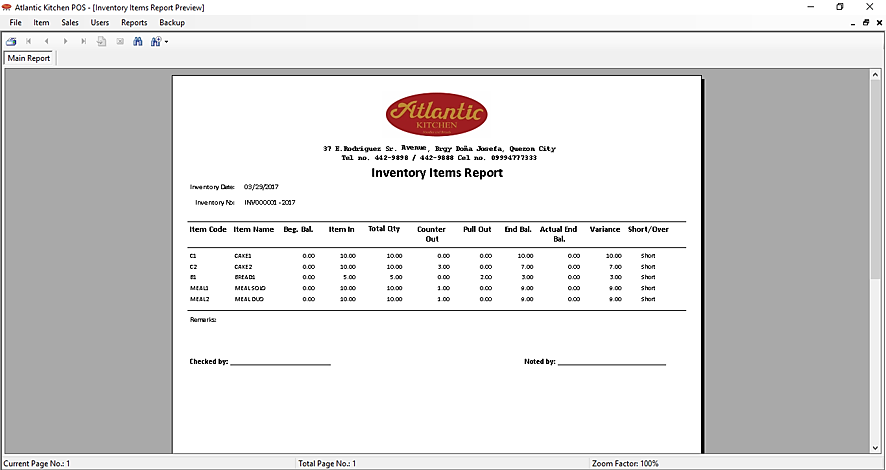 Atlantic Kitchen POS - [Inventory Items Report Preview]
File Item Sales Users Reports Backup
Main Report
Atlantic
KITCHEN
37 E.Rodriguez Sr. Avenue, Brgy Doña Josefa, Quezon City
Tel no. 442-9898 / 442-9888 Cel no. 09994777333
Inventory Items Report
Inventory Date: 03/29/2017
Inventory No: INV000001 - 2017
Item Code Item Name Beg. Bal. Item In Total Qty Counter Out Pull Out End Bal. Actual End Bal. Variance Short/Over
C1 CAKE1 0.00 10.00 10.00 0.00 0.00 10.00 0.00 10.00 Short
C2 CAKE2 0.00 10.00 10.00 3.00 0.00 7.00 0.00 7.00 Short
B1 BREAD1 0.00 5.00 5.00 0.00 2.00 3.00 0.00 3.00 Short
MEAL1 MEAL SOLO 0.00 10.00 10.00 1.00 0.00 9.00 0.00 9.00 Short
MEAL2 MEAL DUO 0.00 10.00 10.00 1.00 0.00 9.00 0.00 9.00 Short
Remarks:
Checked by: Noted by:
Current Page No.: 1 Total Page No.: 1 Zoom Factor: 100%